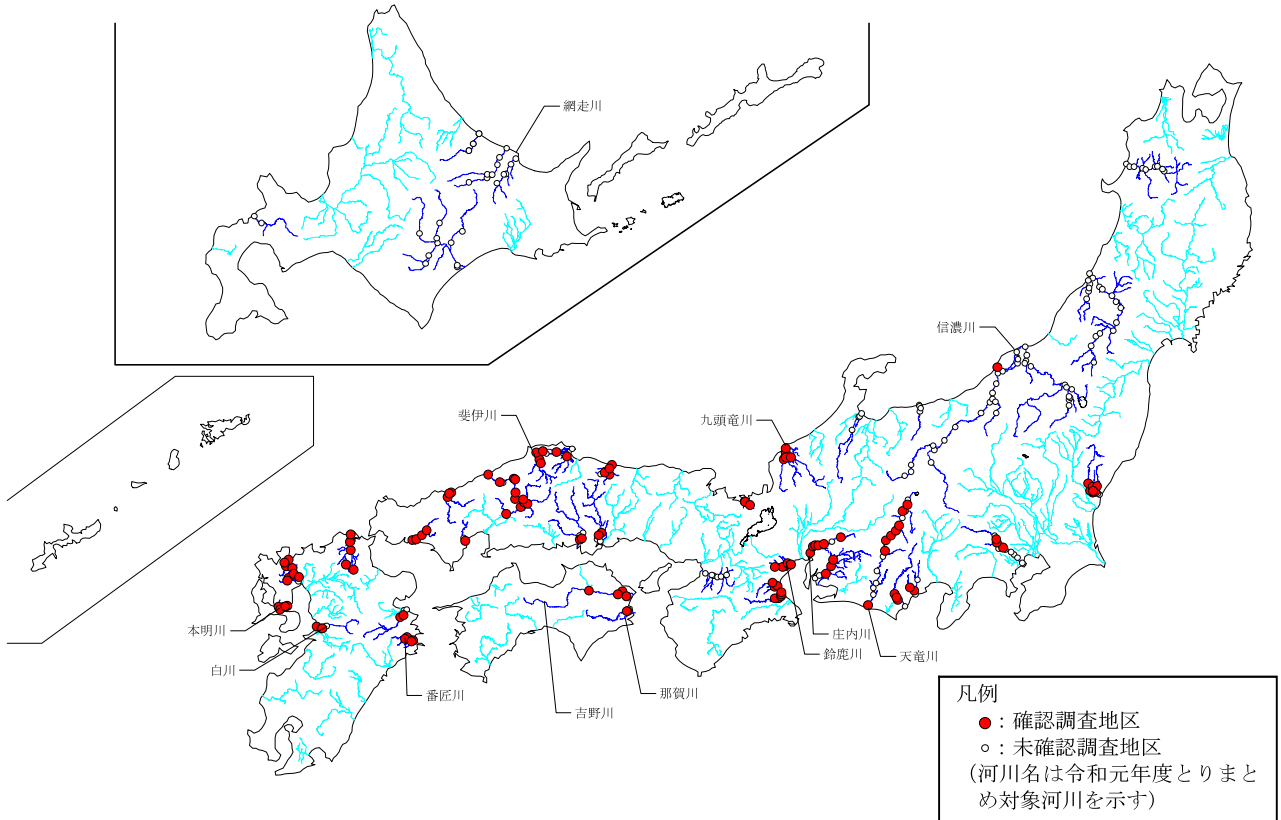 網走川
信濃川
斐伊川
九頭竜川
本明川
白川
番匠川
吉野川
那賀川
庄内川
鈴鹿川
天竜川
凡例
●：確認調査地区
○：未確認調査地区
(河川名は令和元年度とりまと
め対象河川を示す)